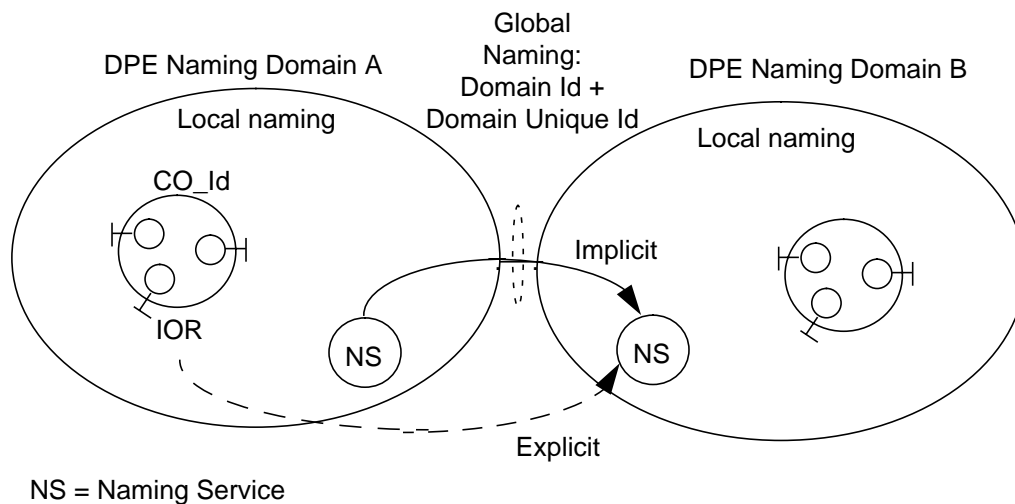 Global
Naming:
Domain Id +
Domain Unique Id
DPE Naming Domain A
DPE Naming Domain B
Local naming
Local naming
CO_Id
Implicit
IOR
NS
NS
Explicit
NS = Naming Service